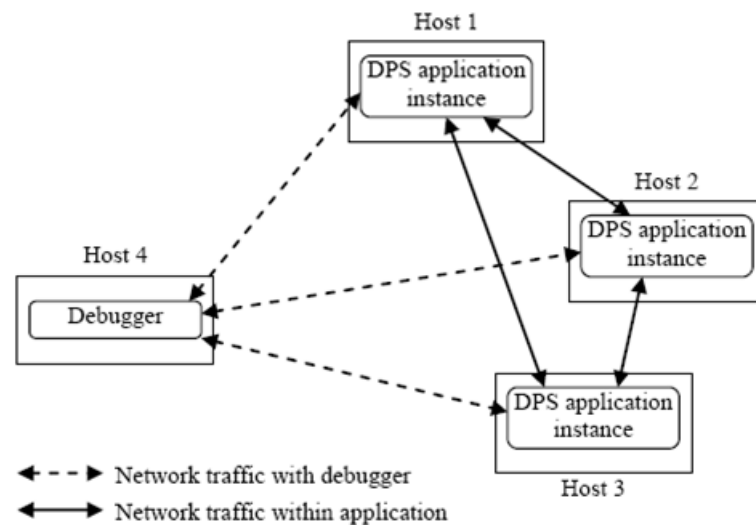 Host 1
DPS application
instance
Host 2
DPS application
instance
Host 4
Debugger
DPS application
instance
Host 3
Network traffic with debugger
Network traffic within application